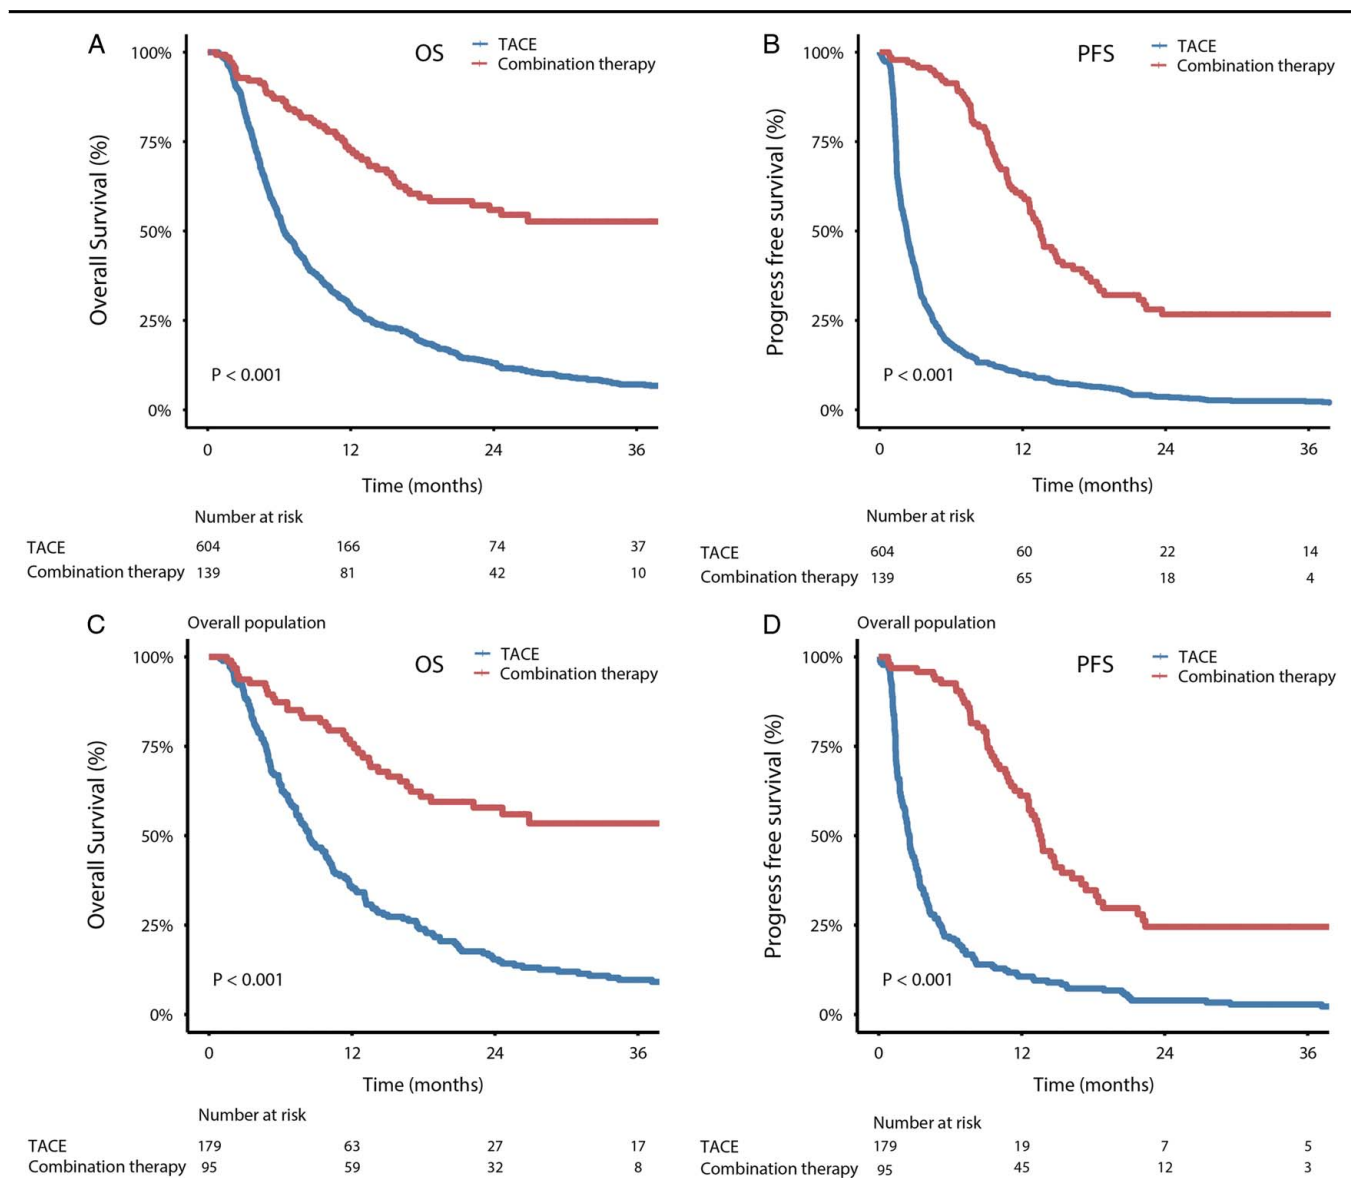 A
OS
TACE
Combination therapy
100%
75%
50%
25%
0%
Overall Survival (%)
P < 0.001
0 12 24 36
Time (months)
Number at risk
TACE 604 166 74 37
Combination therapy 139 81 42 10
B
PFS
TACE
Combination therapy
100%
75%
50%
25%
0%
Progress free survival (%)
P < 0.001
0 12 24 36
Time (months)
Number at risk
TACE 604 60 22 14
Combination therapy 139 65 18 4
C
Overall population
OS
TACE
Combination therapy
100%
75%
50%
25%
0%
Overall Survival (%)
P < 0.001
0 12 24 36
Time (months)
Number at risk
TACE 179 63 27 17
Combination therapy 95 59 32 8
D
Overall population
PFS
TACE
Combination therapy
100%
75%
50%
25%
0%
Progress free survival (%)
P < 0.001
0 12 24 36
Time (months)
Number at risk
TACE 179 19 7 5
Combination therapy 95 45 12 3